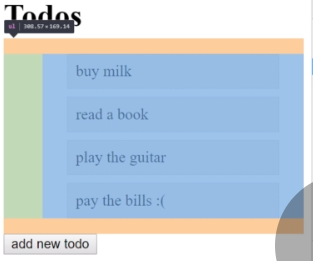 Todos
ul 308.57×169.14
buy milk
read a book
play the guitar
pay the bills :(
add new todo